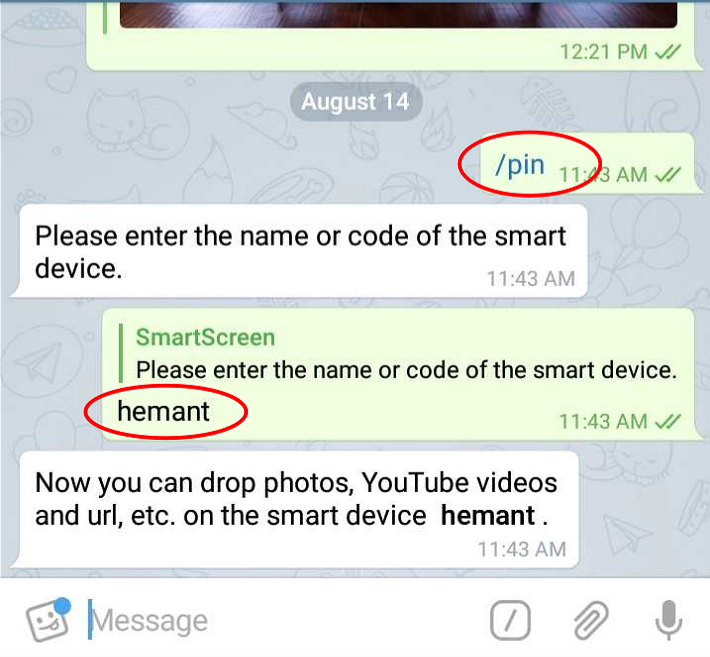 12:21 PM
August 14
/pin 11:43 AM
Please enter the name or code of the smart
device.
11:43 AM
SmartScreen
Please enter the name or code of the smart device.
hemant
11:43 AM
Now you can drop photos, YouTube videos
and url, etc. on the smart device hemant .
11:43 AM
Message